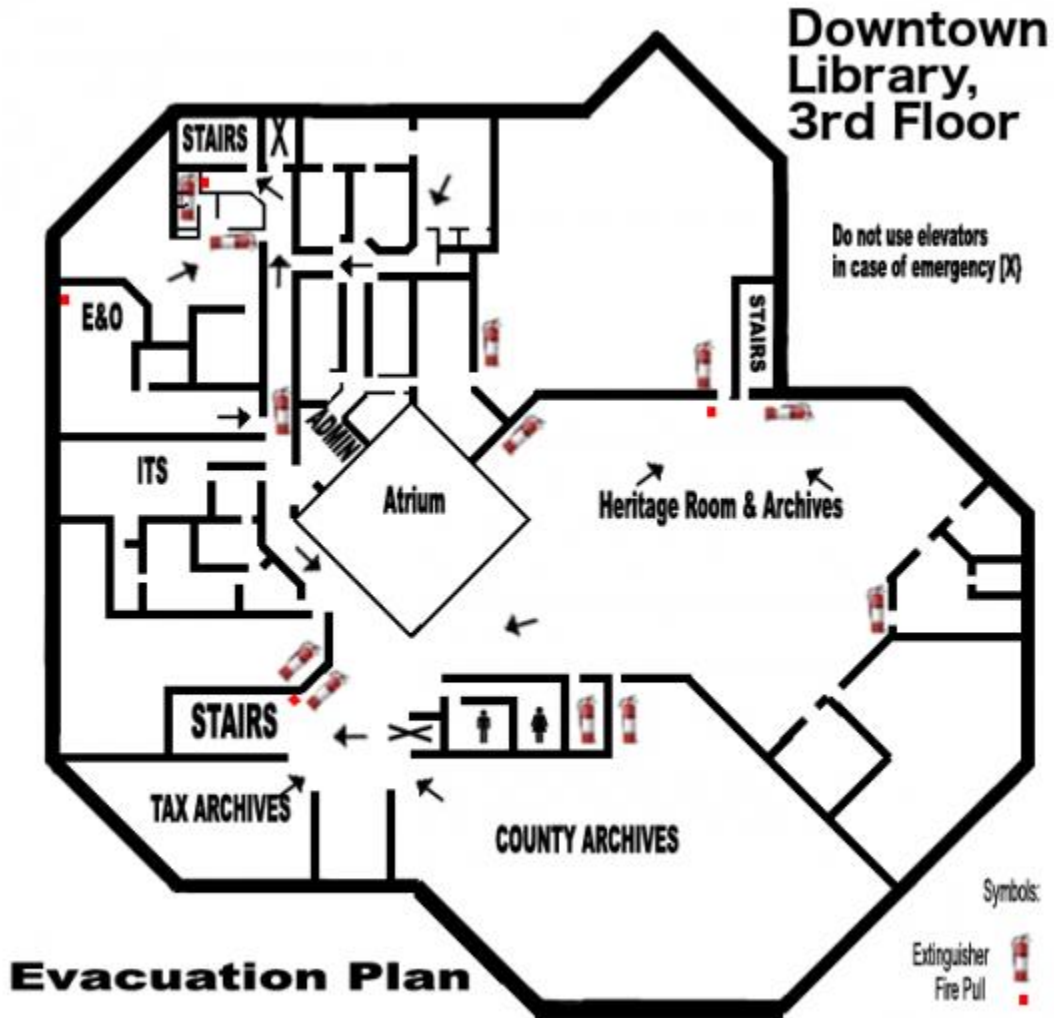 Downtown
Library,
3rd Floor
STAIRS
X
Do not use elevators
in case of emergency [X}
E&O
STAIRS
ADMIN
ITS
Atrium
Heritage Room & Archives
STAIRS
TAX ARCHIVES
COUNTY ARCHIVES
Symbols:
Extinguisher
Fire Pull
Evacuation Plan